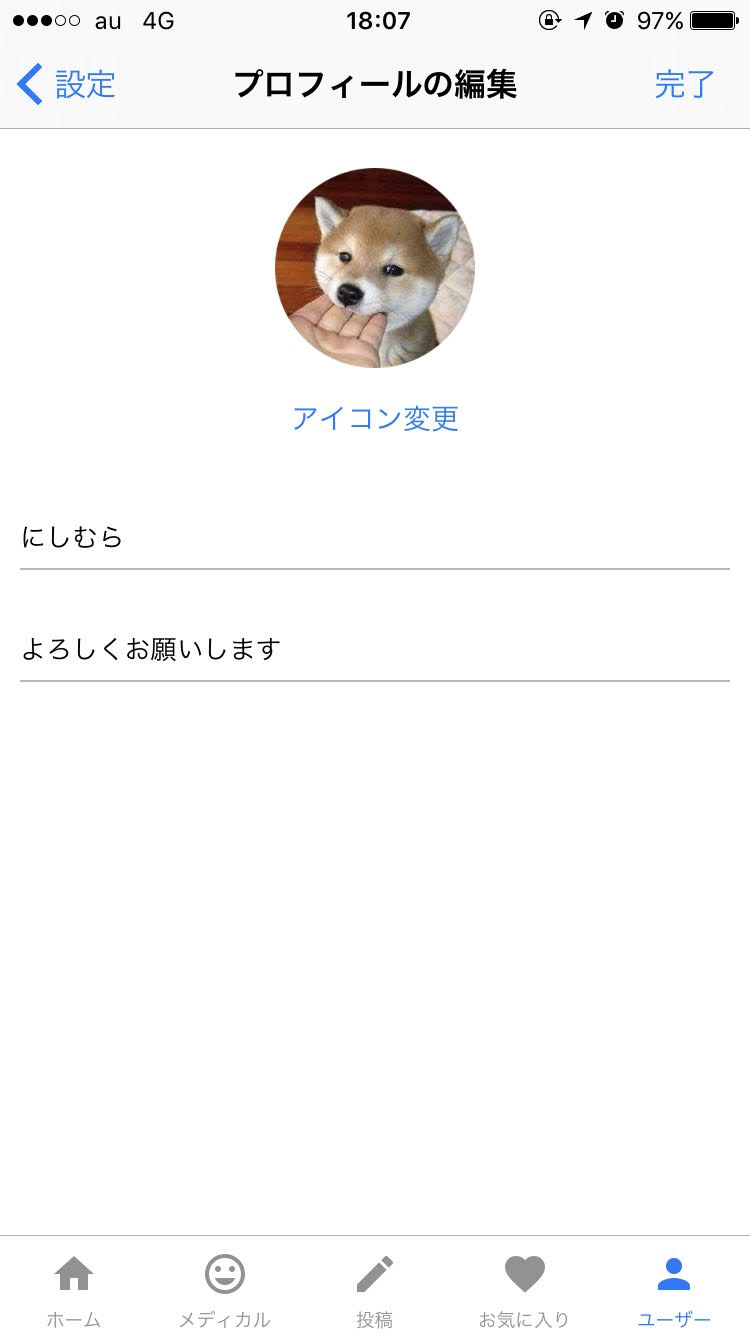 au 4G 18:07 97%
設定 プロフィールの編集 完了
アイコン変更
にしむら
よろしくお願いします
ホーム メディカル 投稿 お気に入り ユーザー